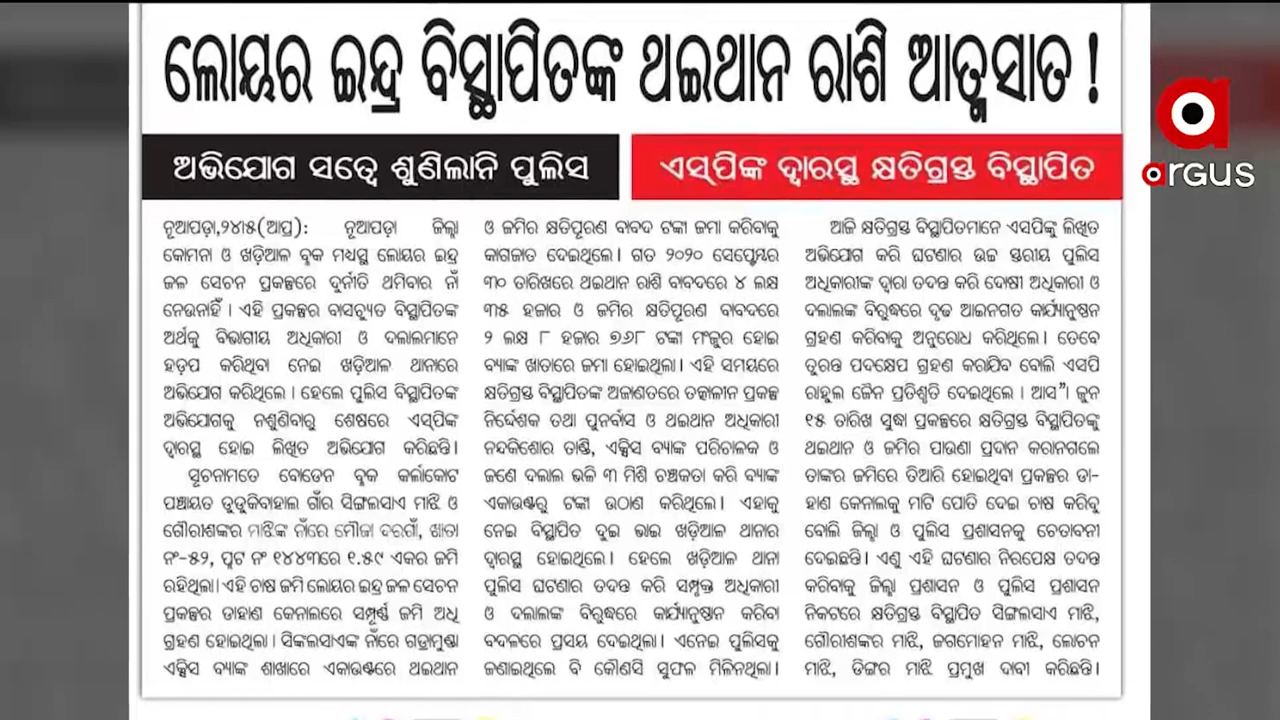 ଲୋୟର ଇନ୍ଦ୍ର ବିସ୍ଥାପିତଙ୍କ ଥଇଥାନ ରାଶି ଆତ୍ମସାତ !
ଅଭିଯୋଗ ସତ୍ତ୍ୱେ ଶୁଣିଲାନି ପୁଲିସ
ଏସ୍‌ପିଙ୍କ ଦ୍ୱାରସ୍ଥ କ୍ଷତିଗ୍ରସ୍ତ ବିସ୍ଥାପିତ
argus
ନୂଆପଡ଼ା,୨୪।୫(ଆପ୍ର): ନୂଆପଡ଼ା ଜିଲ୍ଲା
କୋମନା ଓ ଖଡ଼ିଆଳ ବ୍ଲକ ମଧ୍ୟସ୍ଥ ଲୋୟର ଇନ୍ଦ୍ର
ଜଳ ସେଚନ ପ୍ରକଳ୍ପରେ ଦୁର୍ନୀତି ଥମିବାର ନାଁ
ନେଉନାହିଁ । ଏହି ପ୍ରକଳ୍ପର ବାସଚ୍ୟୁତ ବିସ୍ଥାପିତଙ୍କ
ଅର୍ଥକୁ ବିଭାଗୀୟ ଅଧିକାରୀ ଓ ଦଲାଲମାନେ
ହଡ଼ପ କରିଥିବା ନେଇ ଖଡ଼ିଆଳ ଥାନାରେ
ଅଭିଯୋଗ କରିଥିଲେ । ହେଲେ ପୁଲିସ ବିସ୍ଥାପିତଙ୍କ
ଅଭିଯୋଗକୁ ନଶୁଣିବାରୁ ଶେଷରେ ଏସ୍‌ପିଙ୍କ
ଦ୍ୱାରସ୍ଥ ହୋଇ ଲିଖିତ ଅଭିଯୋଗ କରିଛନ୍ତି।
ସୂଚନାମତେ ବୋଡେନ ବ୍ଲକ କର୍ଲାକୋଟ
ପଞ୍ଚାୟତ ଡୁଡୁକିବାହାଲ ଗାଁର ସିଙ୍ଗଲସାଏ ମାଝି ଓ
ଗୌରୀଶଙ୍କର ମାଝିଙ୍କ ନାଁରେ ମୌଜା ଦରଗାଁ, ଖାତା
ନଂ-୫୨, ପ୍ଲଟ ନଂ ୧୪୪୩ରେ ୧.୫୯ ଏକର ଜମି
ରହିଥିଲା। ଏହି ଚାଷ ଜମି ଲୋୟର ଇନ୍ଦ୍ର ଜଳ ସେଚନ
ପ୍ରକଳ୍ପର ଡାହାଣ କେନାଲରେ ସମ୍ପୂର୍ଣ୍ଣ ଜମି ଅଧି
ଗ୍ରହଣ ହୋଇଥିଲା। ସିଙ୍କଲସାଏଙ୍କ ନାଁରେ ଗଡ଼ାମୁଣ୍ଡା
ଏକ୍ସିସ ବ୍ୟାଙ୍କ ଶାଖାରେ ଏକାଉଣ୍ଟରେ ଥଇଥାନ
ଓ ଜମିର କ୍ଷତିପୂରଣ ବାବଦ ଟଙ୍କା ଜମା କରିବାକୁ
କାଗଜାତ ଦେଇଥିଲେ। ଗତ ୨୦୨୦ ସେପ୍ଟେମ୍ୱର
୩୦ ତାରିଖରେ ଥଇଥାନ ରାଶି ବାବଦରେ ୪ ଲକ୍ଷ
୩୫ ହଜାର ଓ ଜମିର କ୍ଷତିପୂରଣ ବାବଦରେ
୨ ଲକ୍ଷ ୮ ହଜାର ୭୬୮ ଟଙ୍କା ମଂଜୁର ହୋଇ
ବ୍ୟାଙ୍କ ଖାତାରେ ଜମା ହୋଇଥିଲା। ଏହି ସମୟରେ
କ୍ଷତିଗ୍ରସ୍ତ ବିସ୍ଥାପିତଙ୍କ ଅଜାଣତରେ ତତ୍କାଳୀନ ପ୍ରକଳ୍ପ
ନିର୍ଦ୍ଦେଶକ ତଥା ପୁନର୍ବାସ ଓ ଥଇଥାନ ଅଧିକାରୀ
ନନ୍ଦକିଶୋର ତାଣ୍ଡି, ଏକ୍ସିସ ବ୍ୟାଙ୍କ ପରିଚାଳକ ଓ
ଜଣେ ଦଲାଲ ଭଳି ୩ ମିଶି ଚଞ୍ଚକତା କରି ବ୍ୟାଙ୍କ
ଏକାଉଣ୍ଟରୁ ଟଙ୍କା ଉଠାଣ କରିଥିଲେ। ଏହାକୁ
ନେଇ ବିସ୍ଥାପିତ ଦୁଇ ଭାଇ ଖଡ଼ିଆଳ ଥାନାର
ଦ୍ୱାରସ୍ଥ ହୋଇଥିଲେ। ହେଲେ ଖଡ଼ିଆଳ ଥାନା
ପୁଲିସ ଘଟଣାର ତଦନ୍ତ କରି ସମ୍ପୃକ୍ତ ଅଧିକାରୀ
ଓ ଦଲାଲଙ୍କ ବିରୁଦ୍ଧରେ କାର୍ଯ୍ୟାନୁଷ୍ଠାନ କରିବା
ବଦଳରେ ପ୍ରସୟ ଦେଇଥିଲା। ଏନେଇ ପୁଲିସକୁ
ଜଣାଇଥିଲେ ବି କୌଣସି ସୁଫଳ ମିଳିନଥିଲା।
ଆଜି କ୍ଷତିଗ୍ରସ୍ତ ବିସ୍ଥାପିତମାନେ ଏସପିଙ୍କୁ ଲିଖିତ
ଅଭିଯୋଗ କରି ଘଟଣାର ଉଚ୍ଚ ସ୍ତରୀୟ ପୁଲିସ
ଅଧିକାରୀଙ୍କ ଦ୍ୱାରା ତଦନ୍ତ କରି ଦୋଷୀ ଅଧିକାରୀ ଓ
ଦଲାଲଙ୍କ ବିରୁଦ୍ଧରେ ଦୃଢ ଆଇନଗତ କାର୍ଯ୍ୟାନୁଷ୍ଠାନ
ଗ୍ରହଣ କରିବାକୁ ଅନୁରୋଧ କରିଥିଲେ। ତେବେ
ତୁରନ୍ତ ପଦକ୍ଷେପ ଗ୍ରହଣ କରାଯିବ ବୋଲି ଏସପି
ରାହୁଲ ଜୈନ ପ୍ରତିଶୃତି ଦେଇଥିଲେ । ଆସ"। ଜୁନ
୧୫ ତାରିଖ ସୁଦ୍ଧା ପ୍ରକଳ୍ପରେ କ୍ଷତିଗ୍ରସ୍ତ ବିସ୍ଥାପିତଙ୍କୁ
ଥଇଥାନ ଓ ଜମିର ପାଉଣା ପ୍ରଦାନ କରାନଗଲେ
ତାଙ୍କର ଜମିରେ ତିଆରି ହୋଇଥିବା ପ୍ରକଳ୍ପର ଡା-
ହାଣ କେନାଲକୁ ମାଟି ପୋତି ଦେଇ ଚାଷ କରିବୁ
ବୋଲି ଜିଲ୍ଲା ଓ ପୁଲିସ ପ୍ରଶାସନକୁ ଚେତାବନୀ
ଦେଇଛନ୍ତି। ଏଣୁ ଏହି ଘଟଣାର ନିରପେକ୍ଷ ତଦନ୍ତ
କରିବାକୁ ଜିଲ୍ଲା ପ୍ରଶାସନ ଓ ପୁଲିସ ପ୍ରଶାସନ
ନିକଟରେ କ୍ଷତିଗ୍ରସ୍ତ ବିସ୍ଥାପିତ ସିଙ୍ଗଲସାଏ ମାଝି,
ଗୌରୀଶଙ୍କର ମାଝି, ଜଗମୋହନ ମାଝି, ଲୋଚନ
ମାଝି, ଡିଙ୍ଗର ମାଝି ପ୍ରମୁଖ ଦାବୀ କରିଛନ୍ତି।